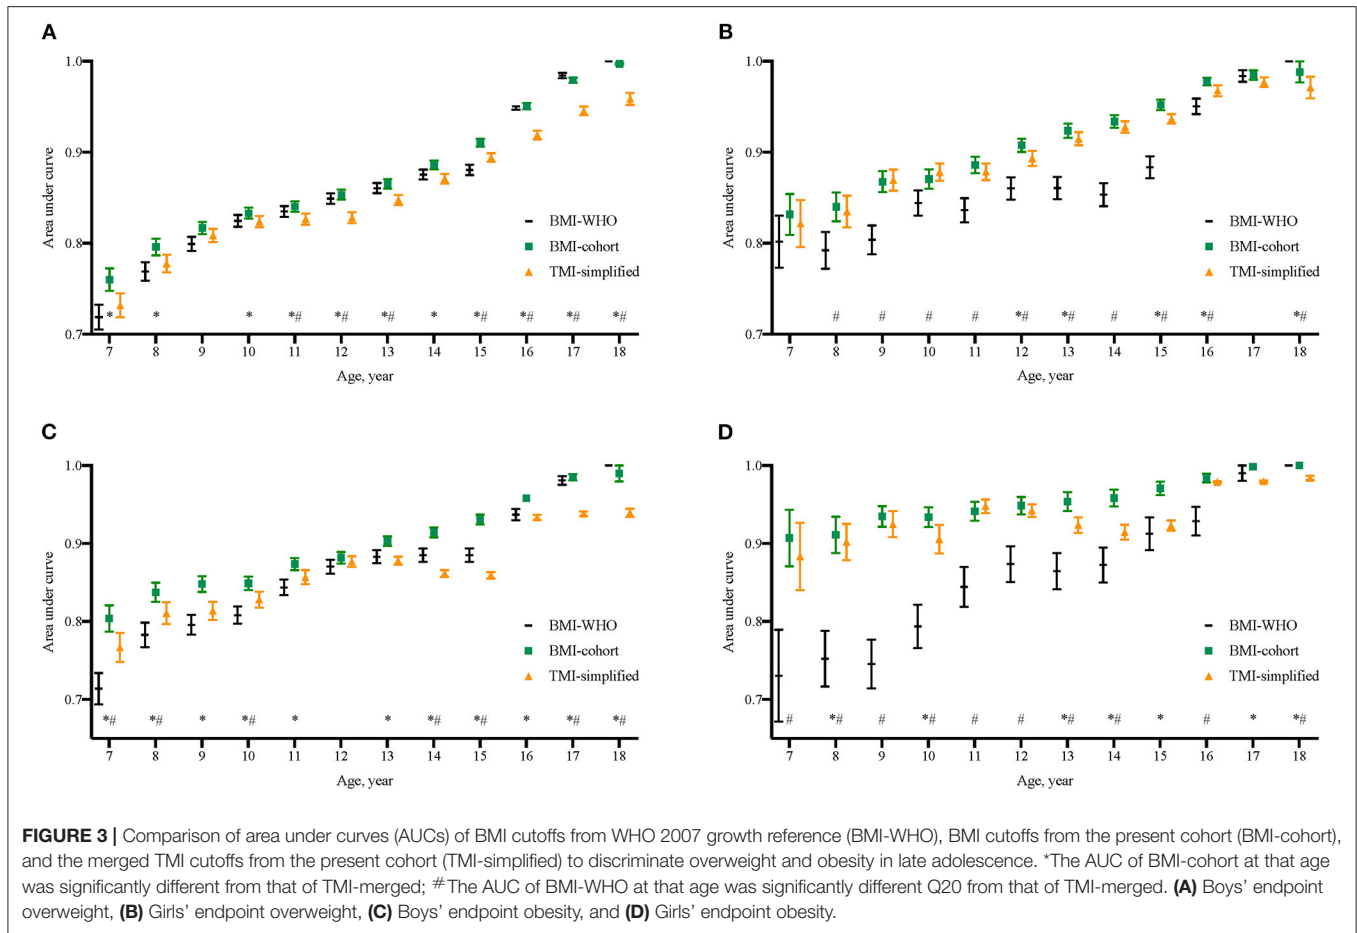 A
1.0
0.9
0.8
0.7
Area under curve
BMI-WHO
BMI-cohort
TMI-simplified
* * * *# *# *# * *# *# *# *#
7 8 9 10 11 12 13 14 15 16 17 18
Age, year
B
1.0
0.9
0.8
0.7
Area under curve
BMI-WHO
BMI-cohort
TMI-simplified
# # # # *# *# # *# *# *#
7 8 9 10 11 12 13 14 15 16 17 18
Age, year
C
1.0
0.9
0.8
0.7
Area under curve
BMI-WHO
BMI-cohort
TMI-simplified
*# *# * *# * * *# *# * *# *#
7 8 9 10 11 12 13 14 15 16 17 18
Age, year
D
1.0
0.9
0.8
0.7
Area under curve
BMI-WHO
BMI-cohort
TMI-simplified
# *# # *# # # *# *# * # * *#
7 8 9 10 11 12 13 14 15 16 17 18
Age, year
FIGURE 3 | Comparison of area under curves (AUCs) of BMI cutoffs from WHO 2007 growth reference (BMI-WHO), BMI cutoffs from the present cohort (BMI-cohort),
and the merged TMI cutoffs from the present cohort (TMI-simplified) to discriminate overweight and obesity in late adolescence. *The AUC of BMI-cohort at that age
was significantly different from that of TMI-merged; #The AUC of BMI-WHO at that age was significantly different Q20 from that of TMI-merged. (A) Boys' endpoint
overweight, (B) Girls' endpoint overweight, (C) Boys' endpoint obesity, and (D) Girls' endpoint obesity.